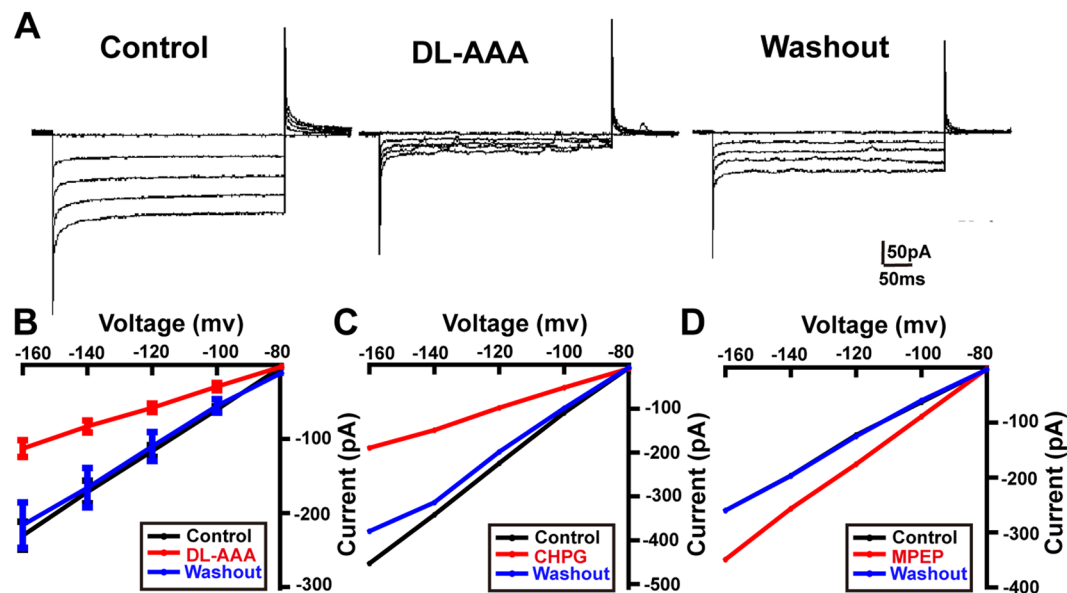 A
Control
DL-AAA
Washout
50pA
50ms
B
Voltage (mv)
-160 -140 -120 -100 -80
-100
-200
-300
Current (pA)
Control
DL-AAA
Washout
C
Voltage (mv)
-160 -140 -120 -100 -80
-100
-200
-300
-400
-500
Current (pA)
Control
CHPG
Washout
D
Voltage (mv)
-160 -140 -120 -100 -80
-100
-200
-300
-400
Current (pA)
Control
MPEP
Washout